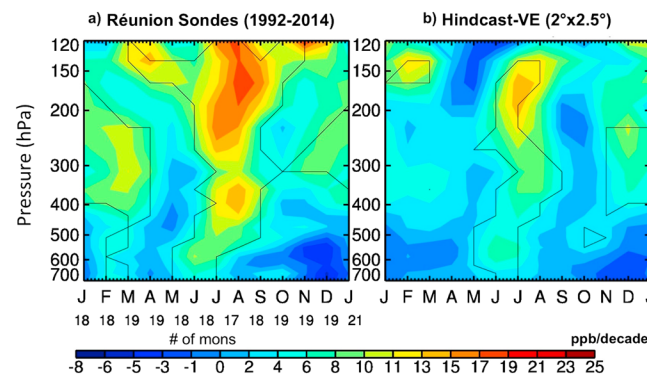 a) Réunion Sondes (1992-2014)
b) Hindcast-VE (2°x2.5°)
Pressure (hPa)
120
150
200
300
400
500
600
700
120
150
200
300
400
500
600
700
J F M A M J J A S O N D J
J F M A M J J A S O N D J
18 18 19 19 19 18 17 18 19 19 19 21
# of mons
ppb/decade
-8 -6 -5 -3 -1 0 2 4 6 8 10 11 13 15 17 19 21 23 25